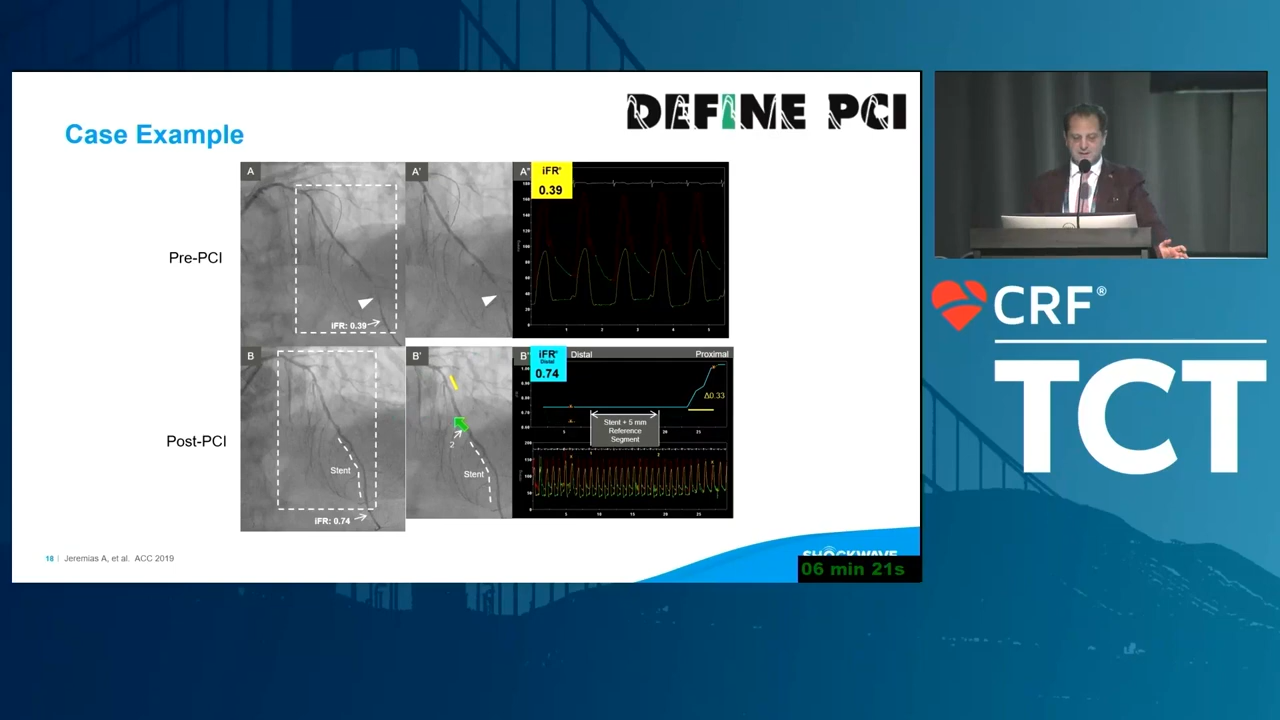 DEFINE PCI
Case Example
A
A'
A"
iFR®
0.39
Pre-PCI
iFR: 0.39
B
B'
B"
iFR®
Distal
0.74
Distal
Proximal
Δ0.33
Stent + 5 mm
Reference
Segment
Post-PCI
Stent
2
Stent
iFR: 0.74
18 | Jeremias A, et al. ACC 2019
SHOCKWAVE
06 min 21s
CRF®
TCT